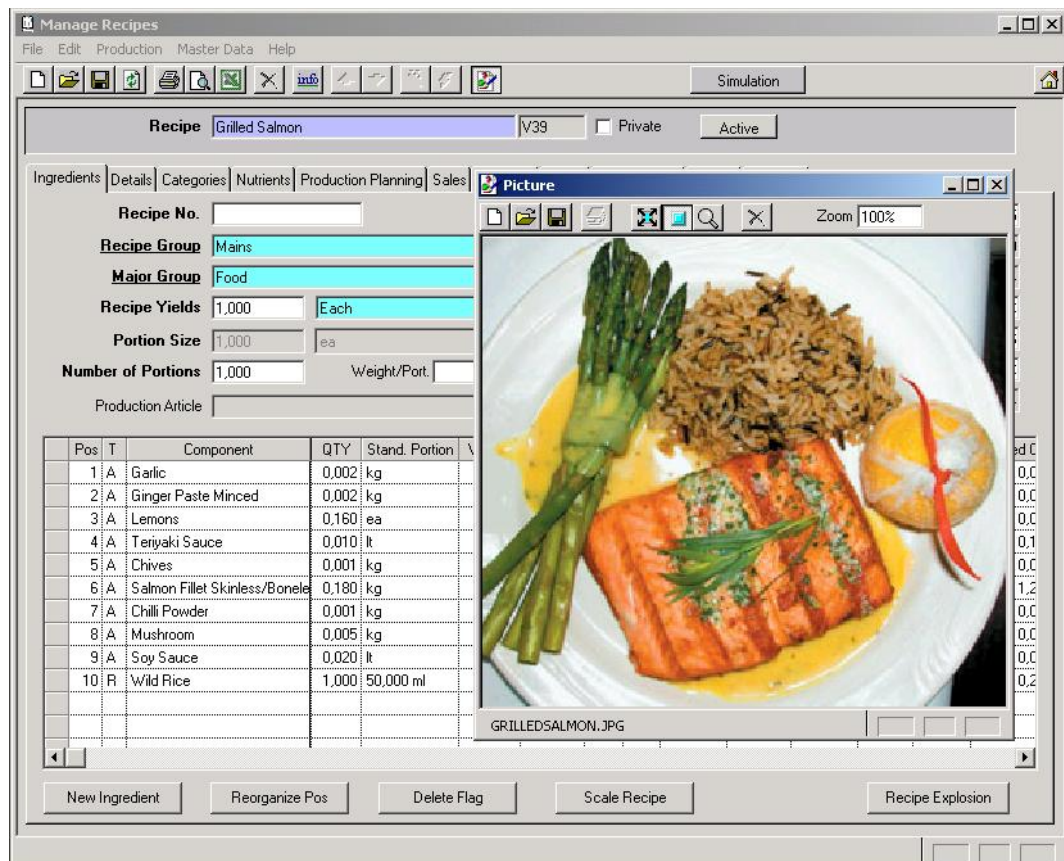 Manage Recipes
File Edit Production Master Data Help
info Simulation
Recipe Grilled Salmon V39 Private Active
Ingredients Details Categories Nutrients Production Planning Sales
Picture
Zoom 100%
Recipe No.
Recipe Group Mains
Major Group Food
Recipe Yields 1,000 Each
Portion Size 1,000 ea
Number of Portions 1,000 Weight/Port.
Production Article
Pos T Component QTY Stand. Portion
1 A Garlic 0,002 kg
2 A Ginger Paste Minced 0,002 kg
3 A Lemons 0,160 ea
4 A Teriyaki Sauce 0,010 lt
5 A Chives 0,001 kg
6 A Salmon Fillet Skinless/Bonele 0,180 kg
7 A Chilli Powder 0,001 kg
8 A Mushroom 0,005 kg
9 A Soy Sauce 0,020 lt
10 R Wild Rice 1,000 50,000 ml
GRILLEDSALMON.JPG
New Ingredient Reorganize Pos Delete Flag Scale Recipe Recipe Explosion